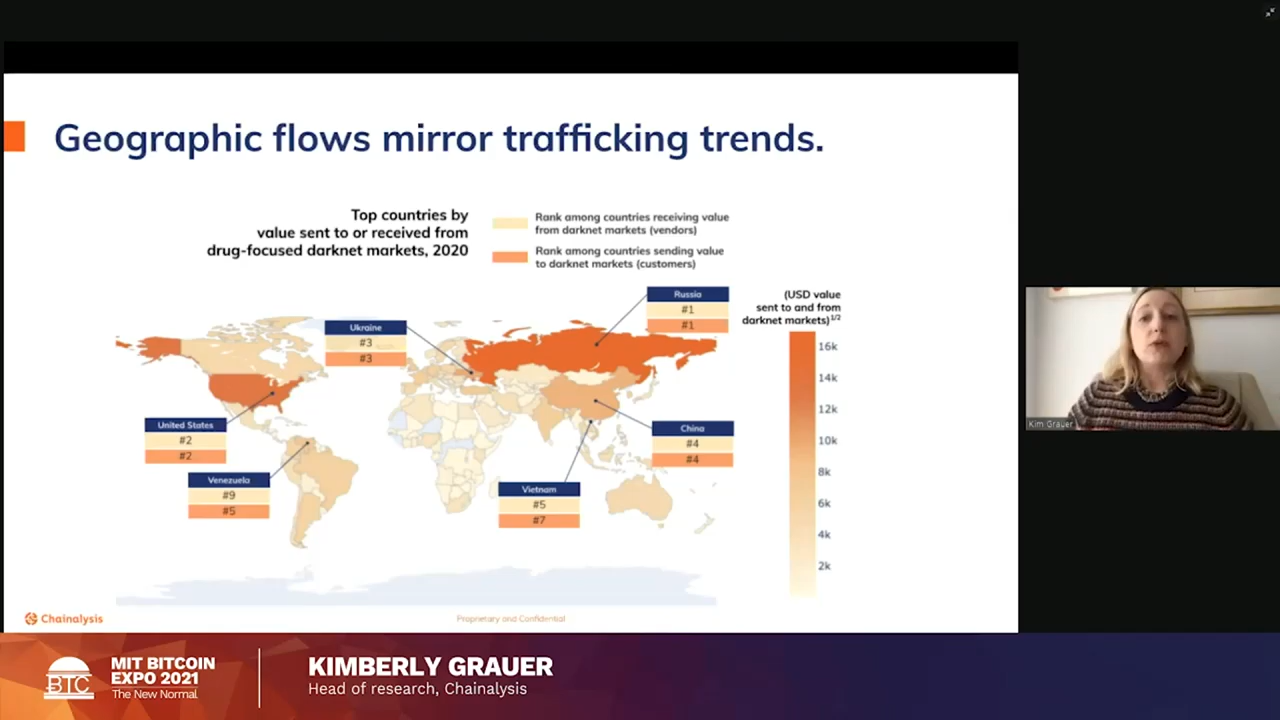 Geographic flows mirror trafficking trends.
Top countries by
value sent to or received from
drug-focused darknet markets, 2020
Rank among countries receiving value
from darknet markets (vendors)
Rank among countries sending value
to darknet markets (customers)
Russia
#1
#1
(USD value
sent to and from
darknet markets)1/2
Ukraine
#3
#3
16k
14k
12k
10k
8k
6k
4k
2k
United States
#2
#2
China
#4
#4
Venezuela
#9
#5
Vietnam
#5
#7
Kim Grauer
Chainalysis
Proprietary and Confidential
BTC
MIT BITCOIN
EXPO 2021
The New Normal
KIMBERLY GRAUER
Head of research, Chainalysis